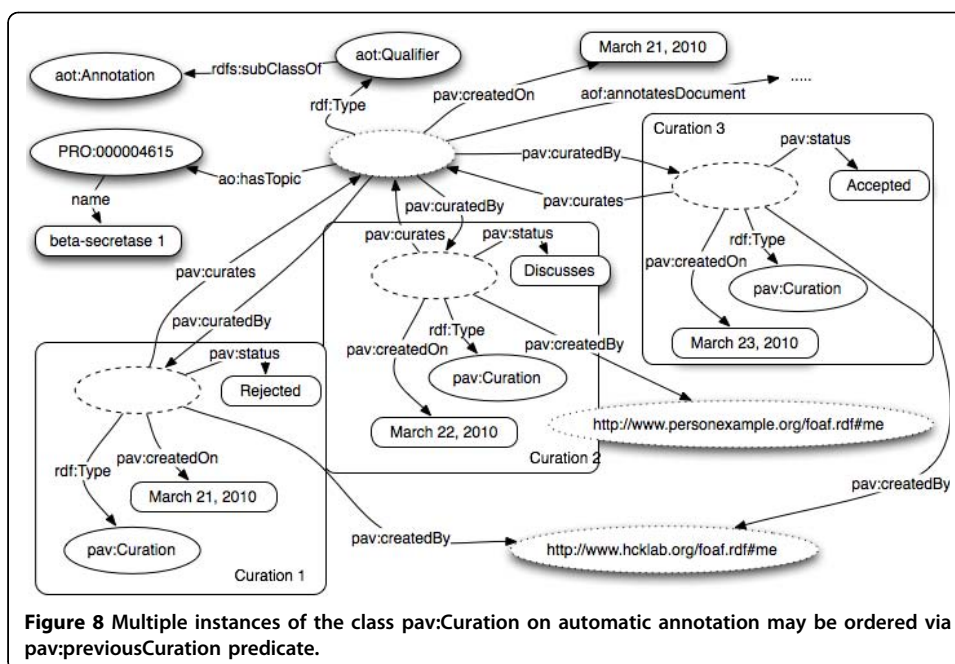 aot:Annotation
rdfs:subClassOf
aot:Qualifier
March 21, 2010
pav:createdOn
aof:annotatesDocument
.....
rdf:Type
PRO:000004615
ao:hasTopic
name
beta-secretase 1
pav:curatedBy
pav:curates
Curation 3
pav:status
Accepted
rdf:Type
pav:createdOn
pav:Curation
March 23, 2010
pav:createdBy
pav:curates
pav:curatedBy
pav:status
Discusses
rdf:Type
pav:createdOn
pav:Curation
March 22, 2010
Curation 2
pav:createdBy
http://www.personexample.org/foaf.rdf#me
pav:curates
pav:curatedBy
pav:status
Rejected
rdf:Type
pav:createdOn
March 21, 2010
pav:Curation
Curation 1
pav:createdBy
http://www.hcklab.org/foaf.rdf#me
Figure 8 Multiple instances of the class pav:Curation on automatic annotation may be ordered via
pav:previousCuration predicate.